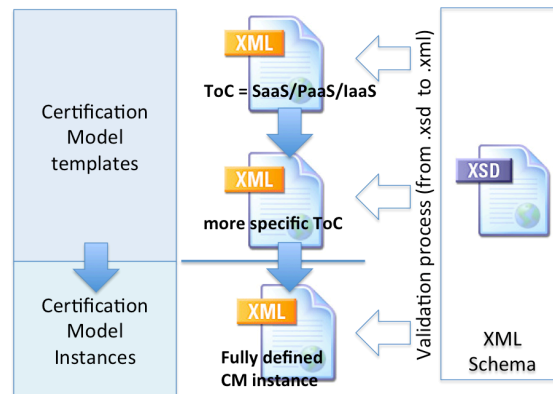 Certification
Model
templates
Certification
Model
Instances
XML
ToC = SaaS/PaaS/IaaS
XML
more specific ToC
XML
Fully defined
CM instance
Validation process (from .xsd to .xml)
XSD
XML
Schema